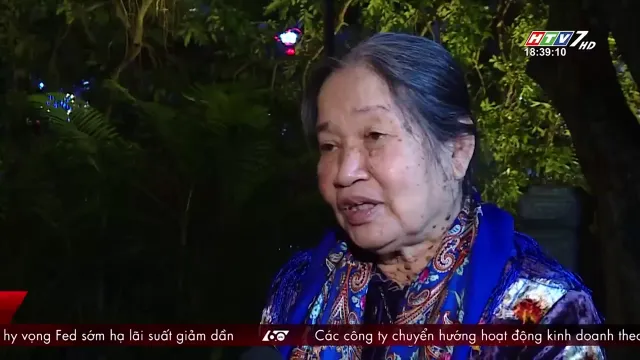 HTV7 HD
18:39:10
hy vọng Fed sớm hạ lãi suất giảm dần 60 Các công ty chuyển hướng hoạt động kinh doanh theo